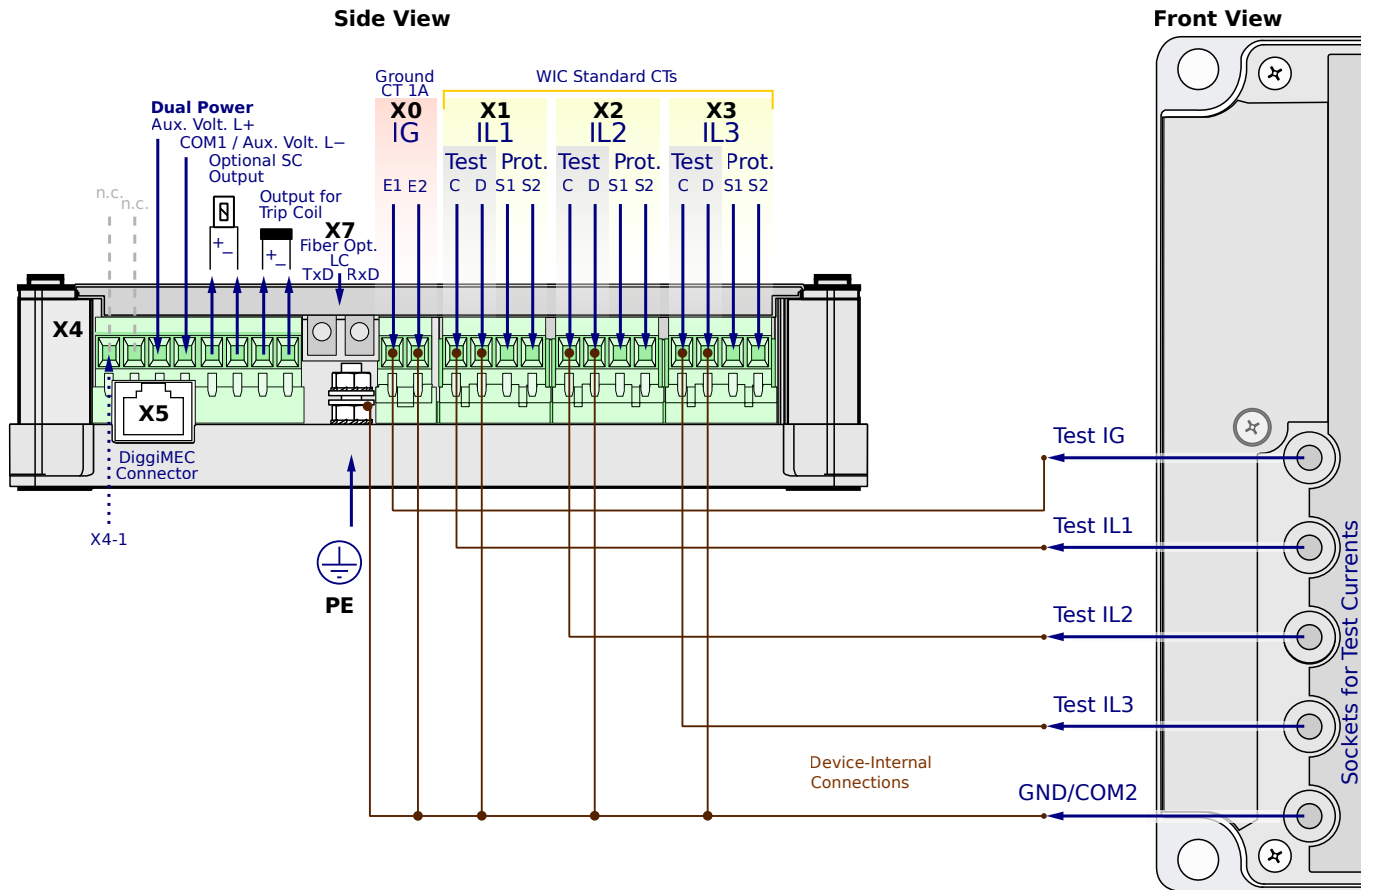 Side View
Front View
Ground
CT 1A
WIC Standard CTs
Dual Power
Aux. Volt. L+
COM1 / Aux. Volt. L−
Optional SC
Output
Output for
Trip Coil
n.c.
n.c.
X7
Fiber Opt.
LC
TxD RxD
X0
IG
E1 E2
X1
IL1
Test Prot.
C D S1 S2
X2
IL2
Test Prot.
C D S1 S2
X3
IL3
Test Prot.
C D S1 S2
+ −
+ −
X4
X5
DiggiMEC
Connector
X4-1
PE
Test IG
Test IL1
Test IL2
Test IL3
GND/COM2
Device-Internal
Connections
Sockets for Test Currents